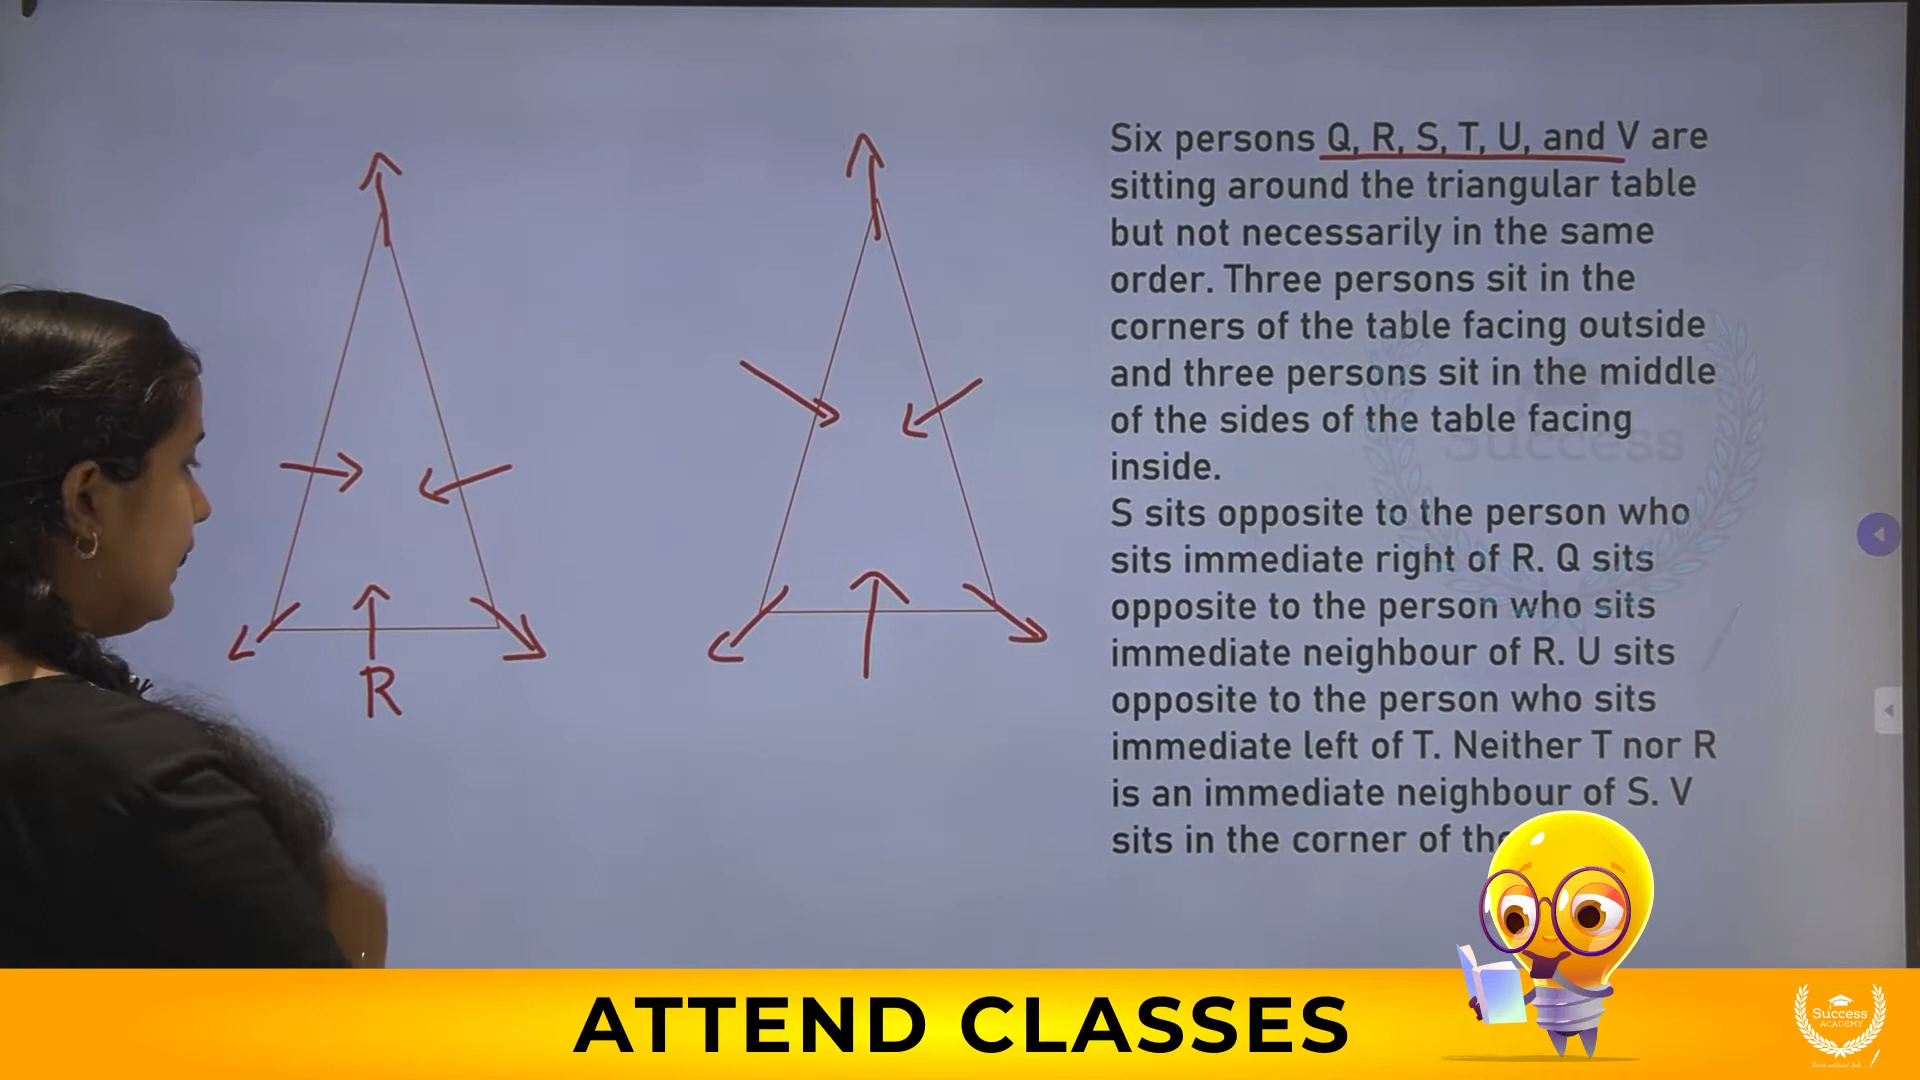 Six persons Q, R, S, T, U, and V are
sitting around the triangular table
but not necessarily in the same
order. Three persons sit in the
corners of the table facing outside
and three persons sit in the middle
of the sides of the table facing
inside.
S sits opposite to the person who
sits immediate right of R. Q sits
opposite to the person who sits
immediate neighbour of R. U sits
opposite to the person who sits
immediate left of T. Neither T nor R
is an immediate neighbour of S. V
sits in the corner of
R
Success
ATTEND CLASSES
Success
ACADEMY